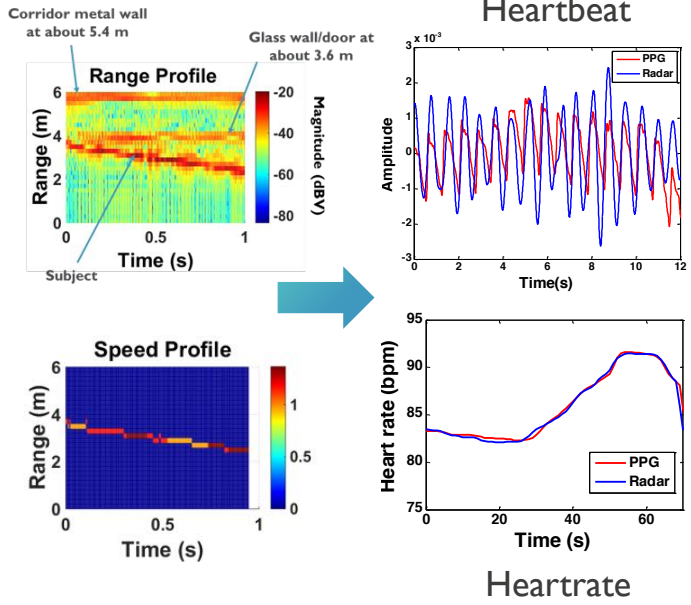 Corridor metal wall
at about 5.4 m
Glass wall/door at
about 3.6 m
Range Profile
6
4
2
0
Range (m)
0
0.5
1
Time (s)
-20
-40
-60
-80
Magnitude (dBV)
Subject
Speed Profile
6
4
2
0
Range (m)
0
0.5
1
Time (s)
1
0.5
0
Heartbeat
x 10⁻³
3
2
1
0
-1
-2
-3
Amplitude
PPG
Radar
0
2
4
6
8
10
12
Time(s)
95
90
85
80
75
Heart rate (bpm)
PPG
Radar
0
20
40
60
Time (s)
Heartrate